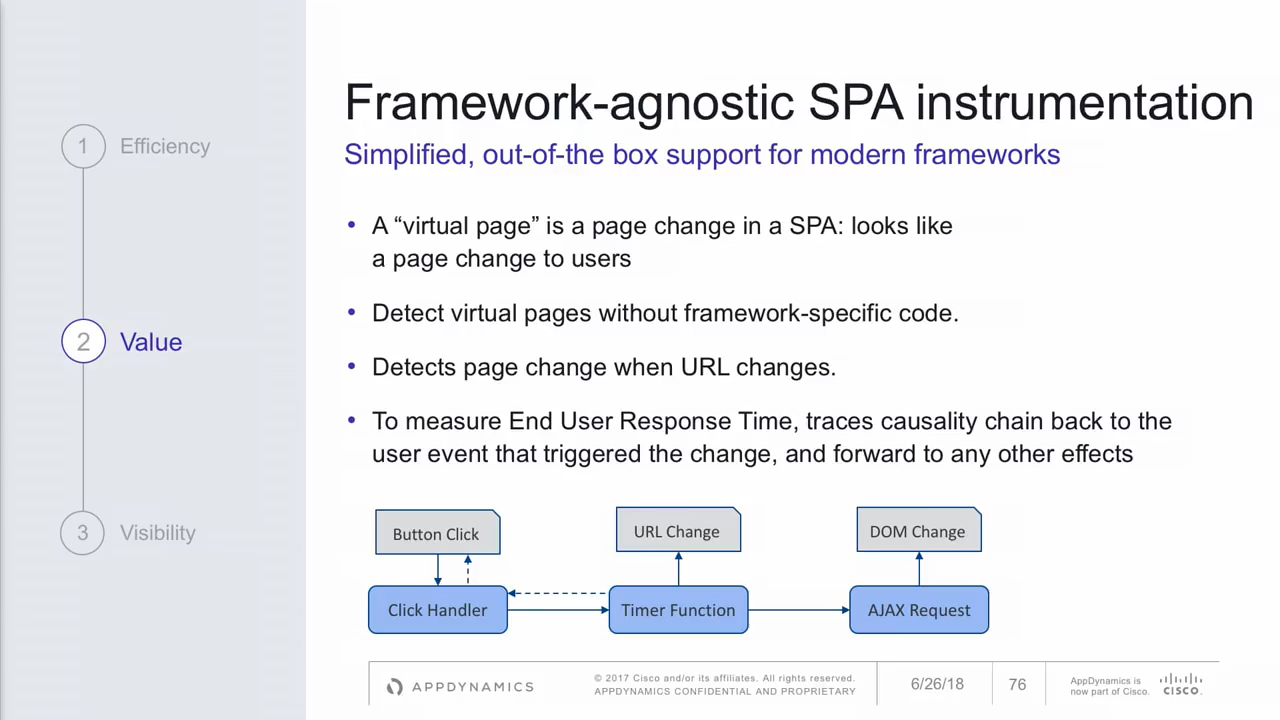 1 Efficiency
2 Value
3 Visibility
Framework-agnostic SPA instrumentation
Simplified, out-of-the box support for modern frameworks
• A “virtual page” is a page change in a SPA: looks like
a page change to users
• Detect virtual pages without framework-specific code.
• Detects page change when URL changes.
• To measure End User Response Time, traces causality chain back to the
user event that triggered the change, and forward to any other effects
Button Click
URL Change
DOM Change
Click Handler
Timer Function
AJAX Request
APPDYNAMICS
© 2017 Cisco and/or its affiliates. All rights reserved.
APPDYNAMICS CONFIDENTIAL AND PROPRIETARY
6/26/18
76
AppDynamics is
now part of Cisco.
CISCO